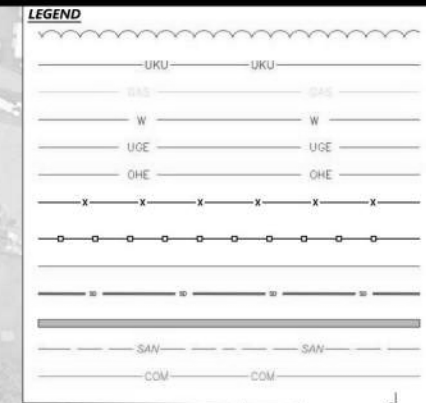 LEGEND
UKU UKU
GAS GAS
W W
UGE UGE
OHE OHE
X X X X X X
SD SD SD SD
SAN SAN
COM COM